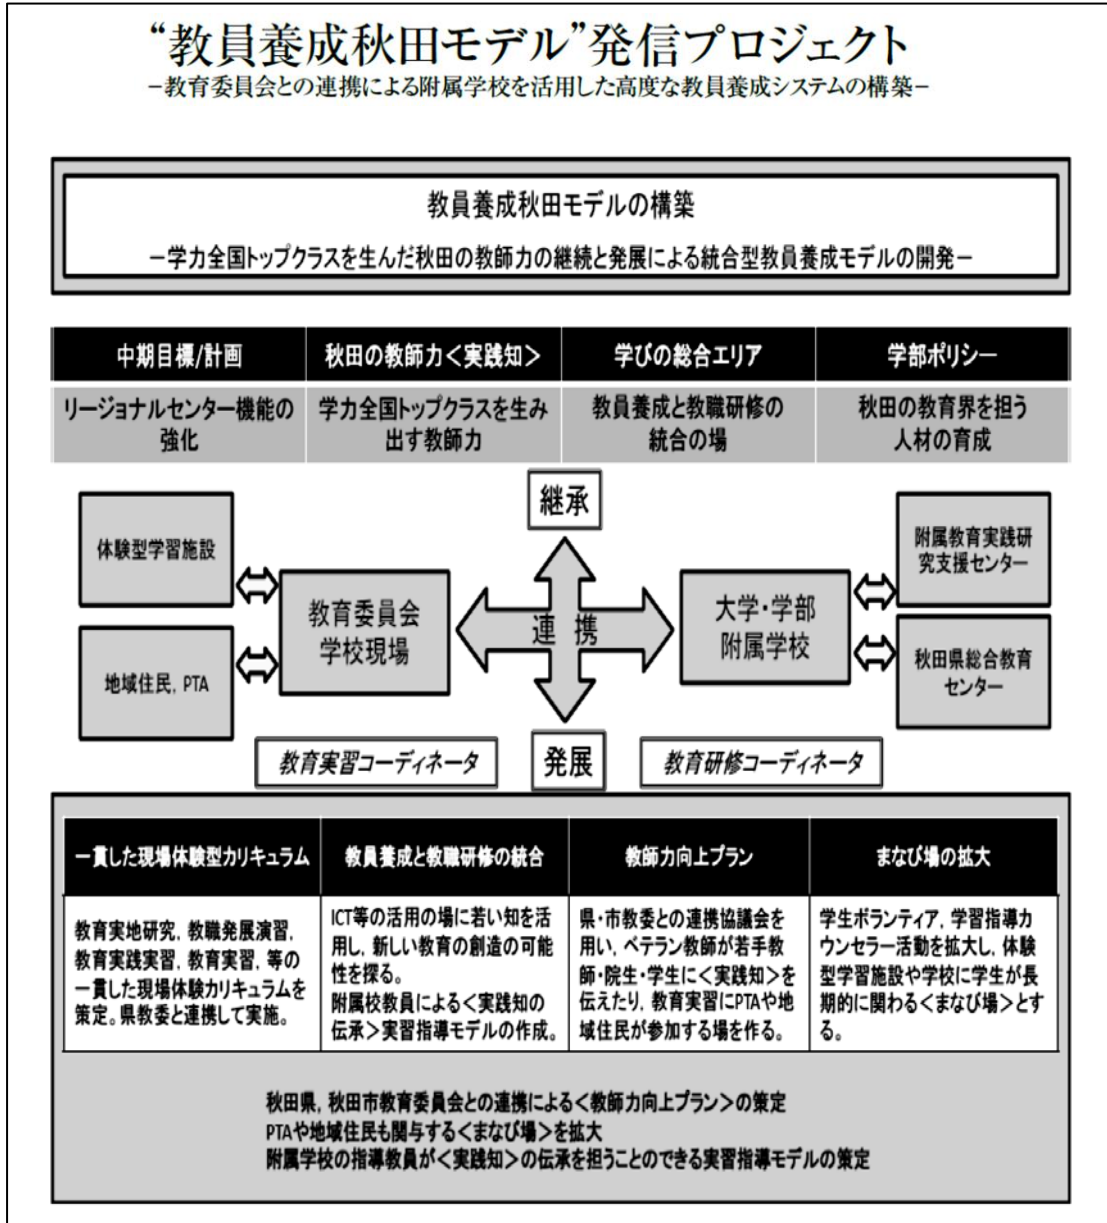 “教員養成秋田モデル”発信プロジェクト
−教育委員会との連携による附属学校を活用した高度な教員養成システムの構築−
教員養成秋田モデルの構築
−学力全国トップクラスを生んだ秋田の教師力の継続と発展による統合型教員養成モデルの開発−
中期目標/計画
リージョナルセンター機能の
強化
秋田の教師力<実践知>
学力全国トップクラスを生み
出す教師力
学びの総合エリア
教員養成と教職研修の
統合の場
学部ポリシー
秋田の教育界を担う
人材の育成
継承
体験型学習施設
地域住民, PTA
教育委員会
学校現場
連 携
大学・学部
附属学校
附属教育実践研
究支援センター
秋田県総合教育
センター
教育実習コーディネータ
発展
教育研修コーディネータ
一貫した現場体験型カリキュラム
教育実地研究, 教職発展演習,
教育実践実習, 教育実習, 等の
一貫した現場体験カリキュラムを
策定。県教委と連携して実施。
教員養成と教職研修の統合
ICT等の活用の場に若い知を活
用し, 新しい教育の創造の可能
性を探る。
附属校教員による<実践知の
伝承>実習指導モデルの作成。
教師力向上プラン
県・市教委との連携協議会を
用い, ベテラン教師が若手教
師・院生・学生に<実践知>を
伝えたり, 教育実習にPTAや地
域住民が参加する場を作る。
まなび場の拡大
学生ボランティア, 学習指導カ
ウンセラー活動を拡大し, 体験
型学習施設や学校に学生が長
期的に関わる<まなび場>とす
る。
秋田県, 秋田市教育委員会との連携による<教師力向上プラン>の策定
PTAや地域住民も関与する<まなび場>を拡大
附属学校の指導教員が<実践知>の伝承を担うことのできる実習指導モデルの策定